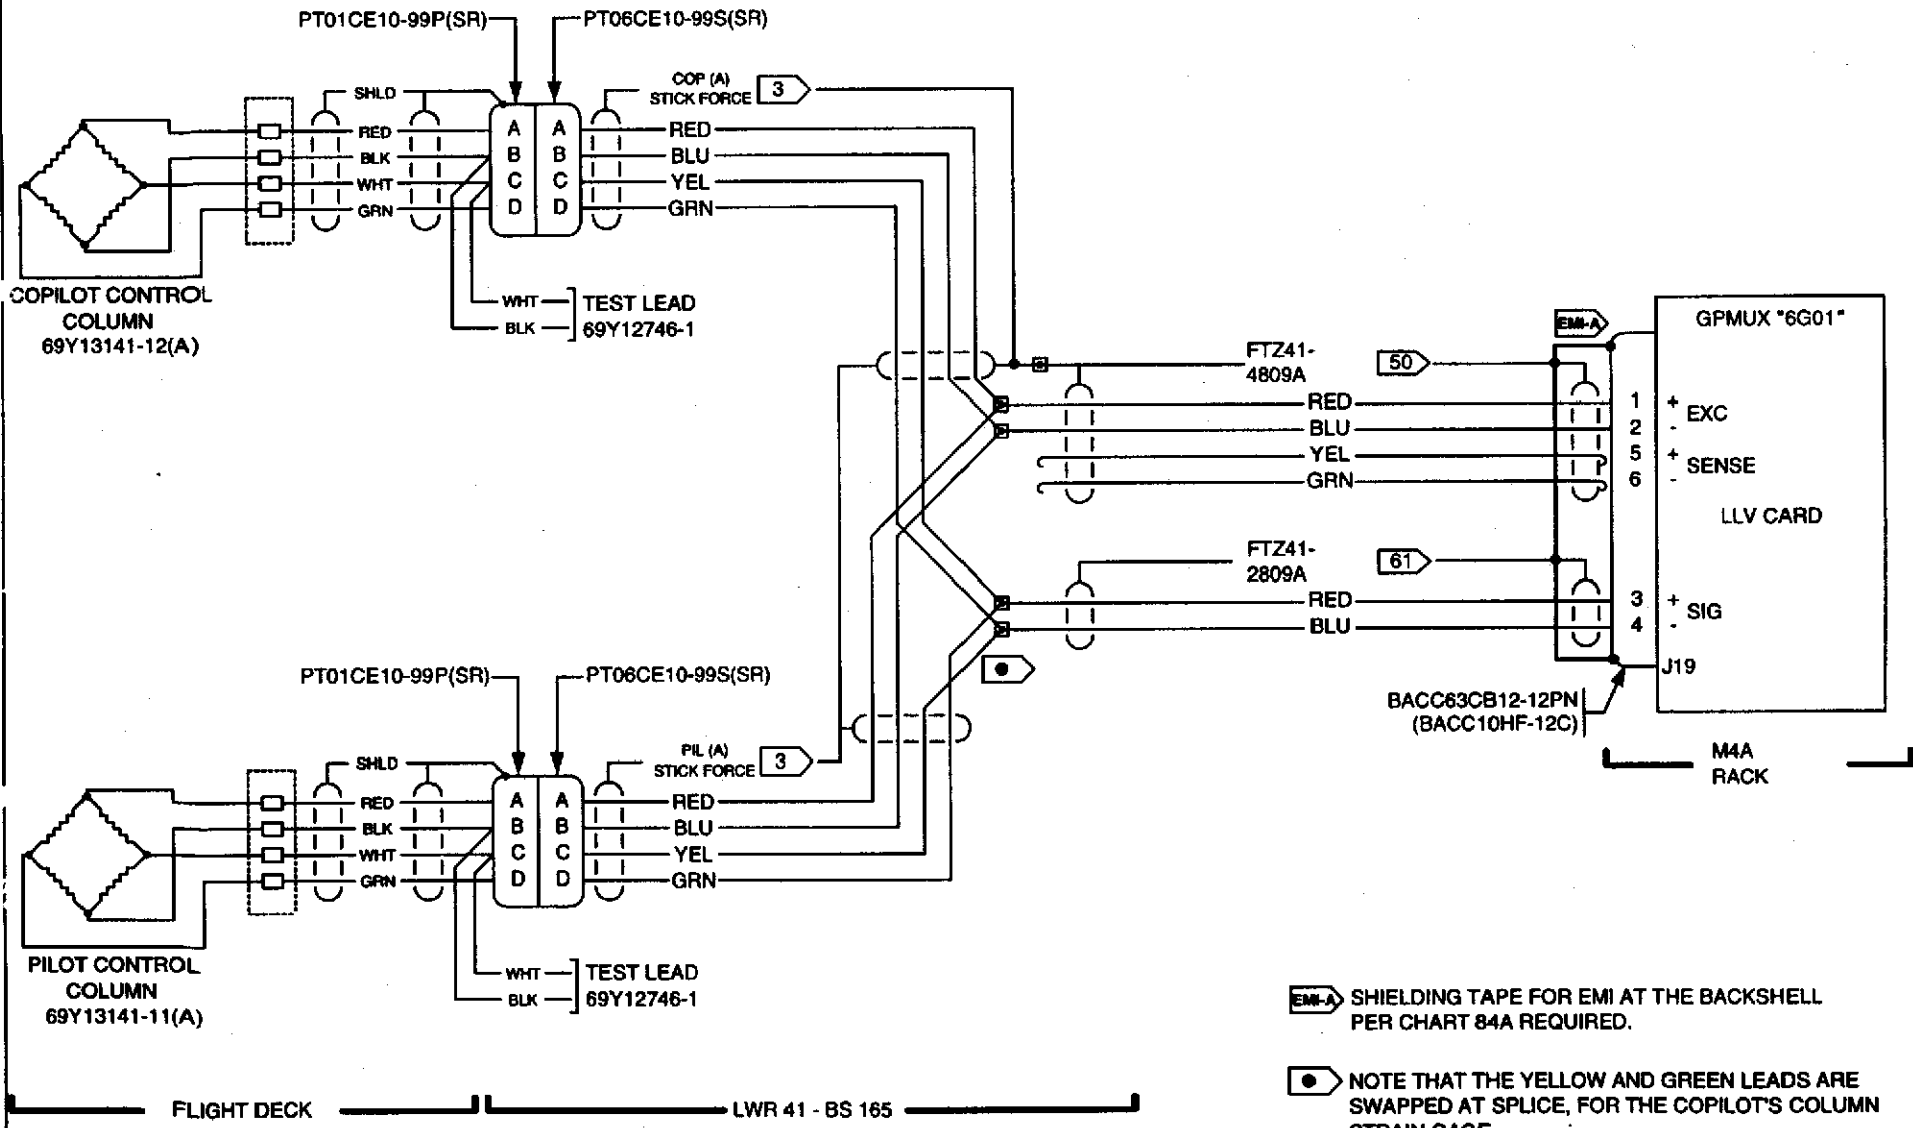 PT01CE10-99P(SR)
PT06CE10-99S(SR)
SHLD
RED
BLK
WHT
GRN
A A
B B
C C
D D
COP (A)
STICK FORCE 3
RED
BLU
YEL
GRN
COPILOT CONTROL
COLUMN
69Y13141-12(A)
WHT
BLK
TEST LEAD
69Y12746-1
FTZ41-
4809A
50
EMI-A
GPMUX "6G01"
RED 1 +
BLU 2 -
EXC
YEL 5 +
GRN 6 -
SENSE
LLV CARD
FTZ41-
2809A
61
RED 3 +
BLU 4 -
SIG
J19
BACC63CB12-12PN
(BACC10HF-12C)
M4A
RACK
PT01CE10-99P(SR)
PT06CE10-99S(SR)
SHLD
RED
BLK
WHT
GRN
A A
B B
C C
D D
PIL (A)
STICK FORCE 3
RED
BLU
YEL
GRN
PILOT CONTROL
COLUMN
69Y13141-11(A)
WHT
BLK
TEST LEAD
69Y12746-1
EMI-A SHIELDING TAPE FOR EMI AT THE BACKSHELL
PER CHART 84A REQUIRED.
NOTE THAT THE YELLOW AND GREEN LEADS ARE
SWAPPED AT SPLICE, FOR THE COPILOT'S COLUMN
FLIGHT DECK
LWR 41 - BS 165